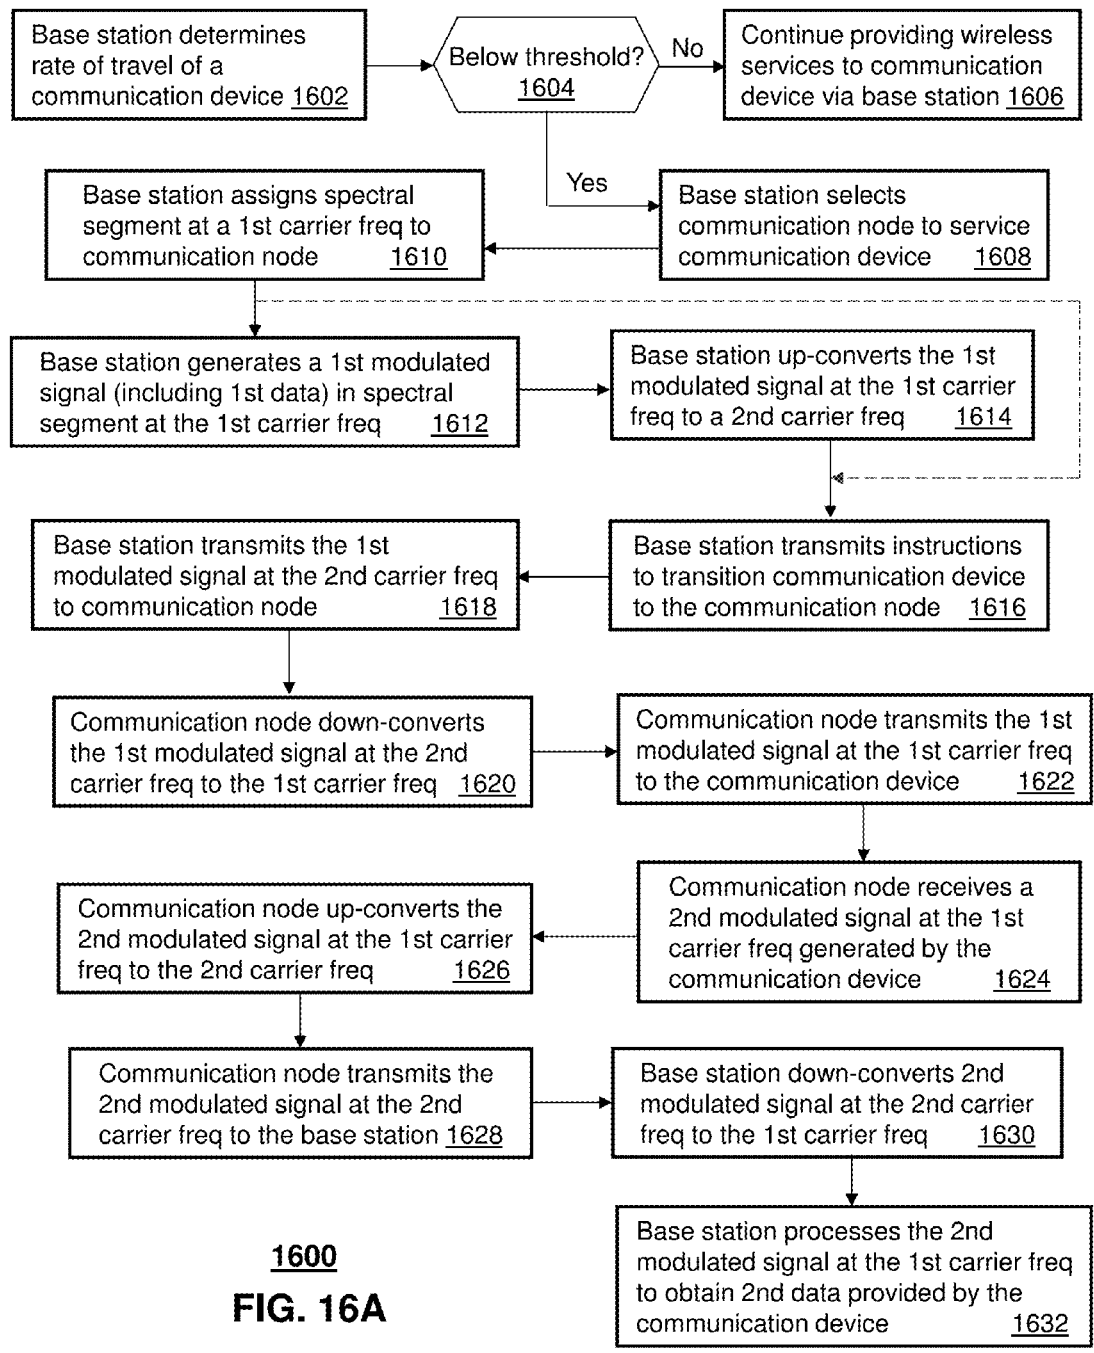 Base station determines
rate of travel of a
communication device 1602
Below threshold?
1604
No
Continue providing wireless
services to communication
device via base station 1606
Yes
Base station selects
communication node to service
communication device 1608
Base station assigns spectral
segment at a 1st carrier freq to
communication node 1610
Base station generates a 1st modulated
signal (including 1st data) in spectral
segment at the 1st carrier freq 1612
Base station up-converts the 1st
modulated signal at the 1st carrier
freq to a 2nd carrier freq 1614
Base station transmits instructions
to transition communication device
to the communication node 1616
Base station transmits the 1st
modulated signal at the 2nd carrier freq
to communication node 1618
Communication node down-converts
the 1st modulated signal at the 2nd
carrier freq to the 1st carrier freq 1620
Communication node transmits the 1st
modulated signal at the 1st carrier freq
to the communication device 1622
Communication node receives a
2nd modulated signal at the 1st
carrier freq generated by the
communication device 1624
Communication node up-converts the
2nd modulated signal at the 1st carrier
freq to the 2nd carrier freq 1626
Communication node transmits the
2nd modulated signal at the 2nd
carrier freq to the base station 1628
Base station down-converts 2nd
modulated signal at the 2nd carrier
freq to the 1st carrier freq 1630
Base station processes the 2nd
modulated signal at the 1st carrier freq
to obtain 2nd data provided by the
communication device 1632
1600
FIG. 16A